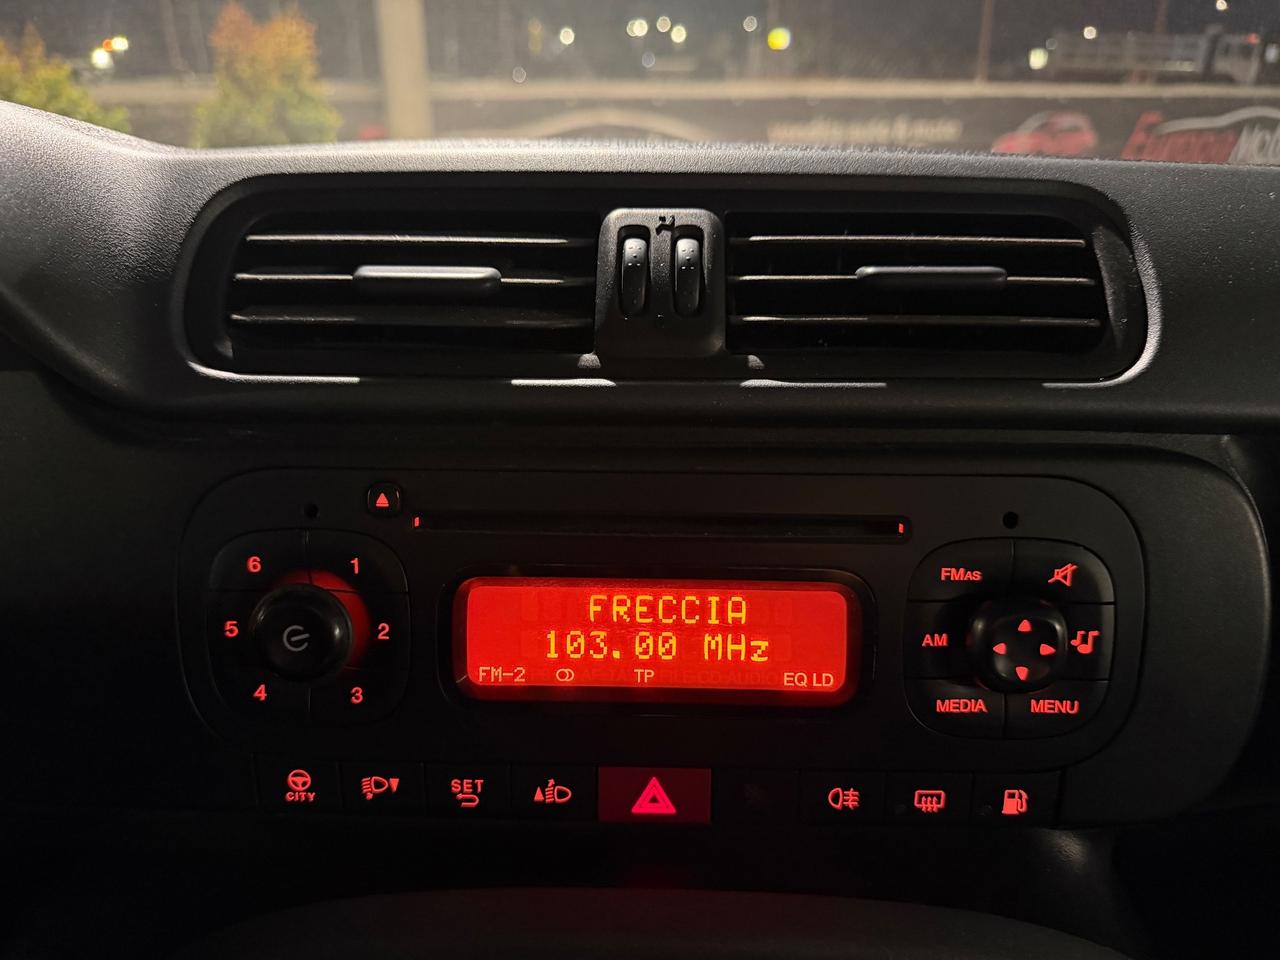 6 1
5 2
4 3
FRECCIA
103.00 MHz
FM-2 TP EQ LD
FMAS
AM
MEDIA MENU
CITY
SET